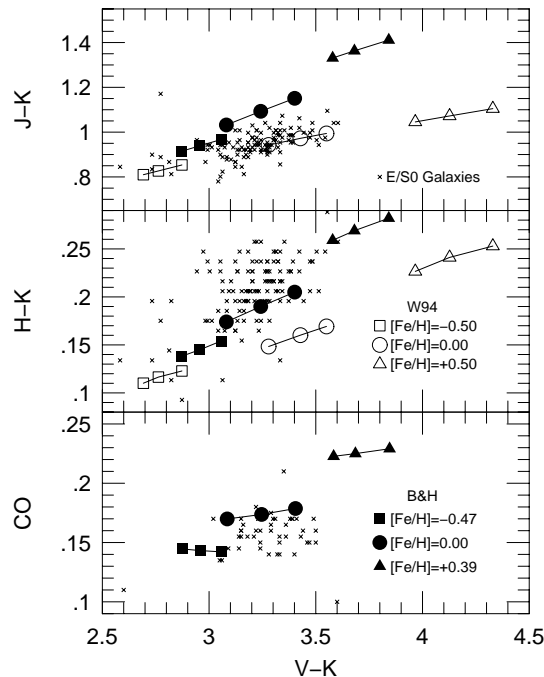 1.4
1.2
1
.8
J−K
× E/S0 Galaxies
.25
.2
.15
.1
H−K
W94
[Fe/H]=−0.50
[Fe/H]=0.00
[Fe/H]=+0.50
.25
.2
.15
.1
CO
B&H
[Fe/H]=−0.47
[Fe/H]=0.00
[Fe/H]=+0.39
2.5 3 3.5 4 4.5
V−K